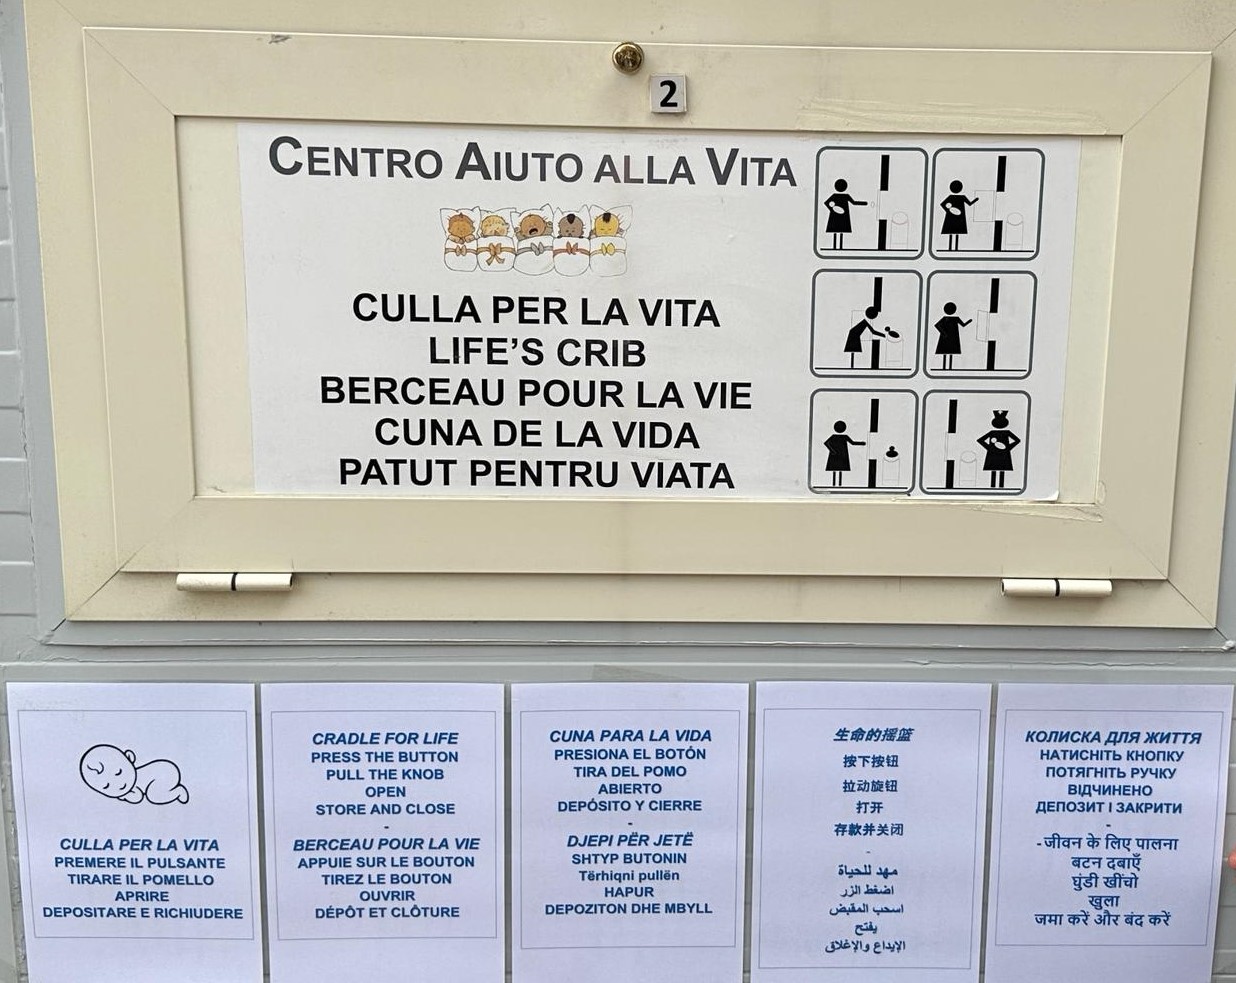 2
CENTRO AIUTO ALLA VITA
CULLA PER LA VITA
LIFE'S CRIB
BERCEAU POUR LA VIE
CUNA DE LA VIDA
PATUT PENTRU VIATA
CULLA PER LA VITA
PREMERE IL PULSANTE
TIRARE IL POMELLO
APRIRE
DEPOSITARE E RICHIUDERE
CRADLE FOR LIFE
PRESS THE BUTTON
PULL THE KNOB
OPEN
STORE AND CLOSE
-
BERCEAU POUR LA VIE
APPUIE SUR LE BOUTON
TIREZ LE BOUTON
OUVRIR
DÉPÔT ET CLÔTURE
CUNA PARA LA VIDA
PRESIONA EL BOTÓN
TIRA DEL POMO
ABIERTO
DEPÓSITO Y CIERRE
-
DJEPI PËR JETË
SHTYP BUTONIN
Tërhiqni pullën
HAPUR
DEPOZITON DHE MBYLL
生命的摇篮
按下按钮
拉动旋钮
打开
存款并关闭
-
مهد للحياة
اضغط الزر
اسحب المقبض
يفتح
الإيداع والإغلاق
КОЛИСКА ДЛЯ ЖИТТЯ
НАТИСНІТЬ КНОПКУ
ПОТЯГНІТЬ РУЧКУ
ВІДЧИНЕНО
ДЕПОЗИТ І ЗАКРИТИ
-
-जीवन के लिए पालना
बटन दबाएँ
घुंडी खींचो
खुला
जमा करें और बंद करें